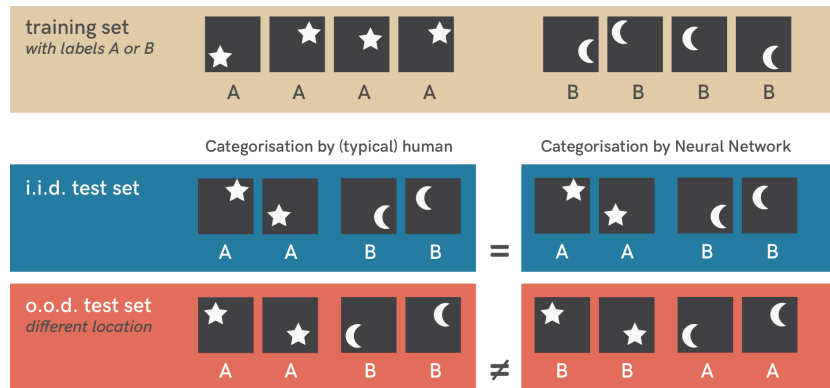 training set
with labels A or B
A A A A B B B B
Categorisation by (typical) human Categorisation by Neural Network
i.i.d. test set
A A B B = A A B B
o.o.d. test set
different location
A A B B ≠ B B A A